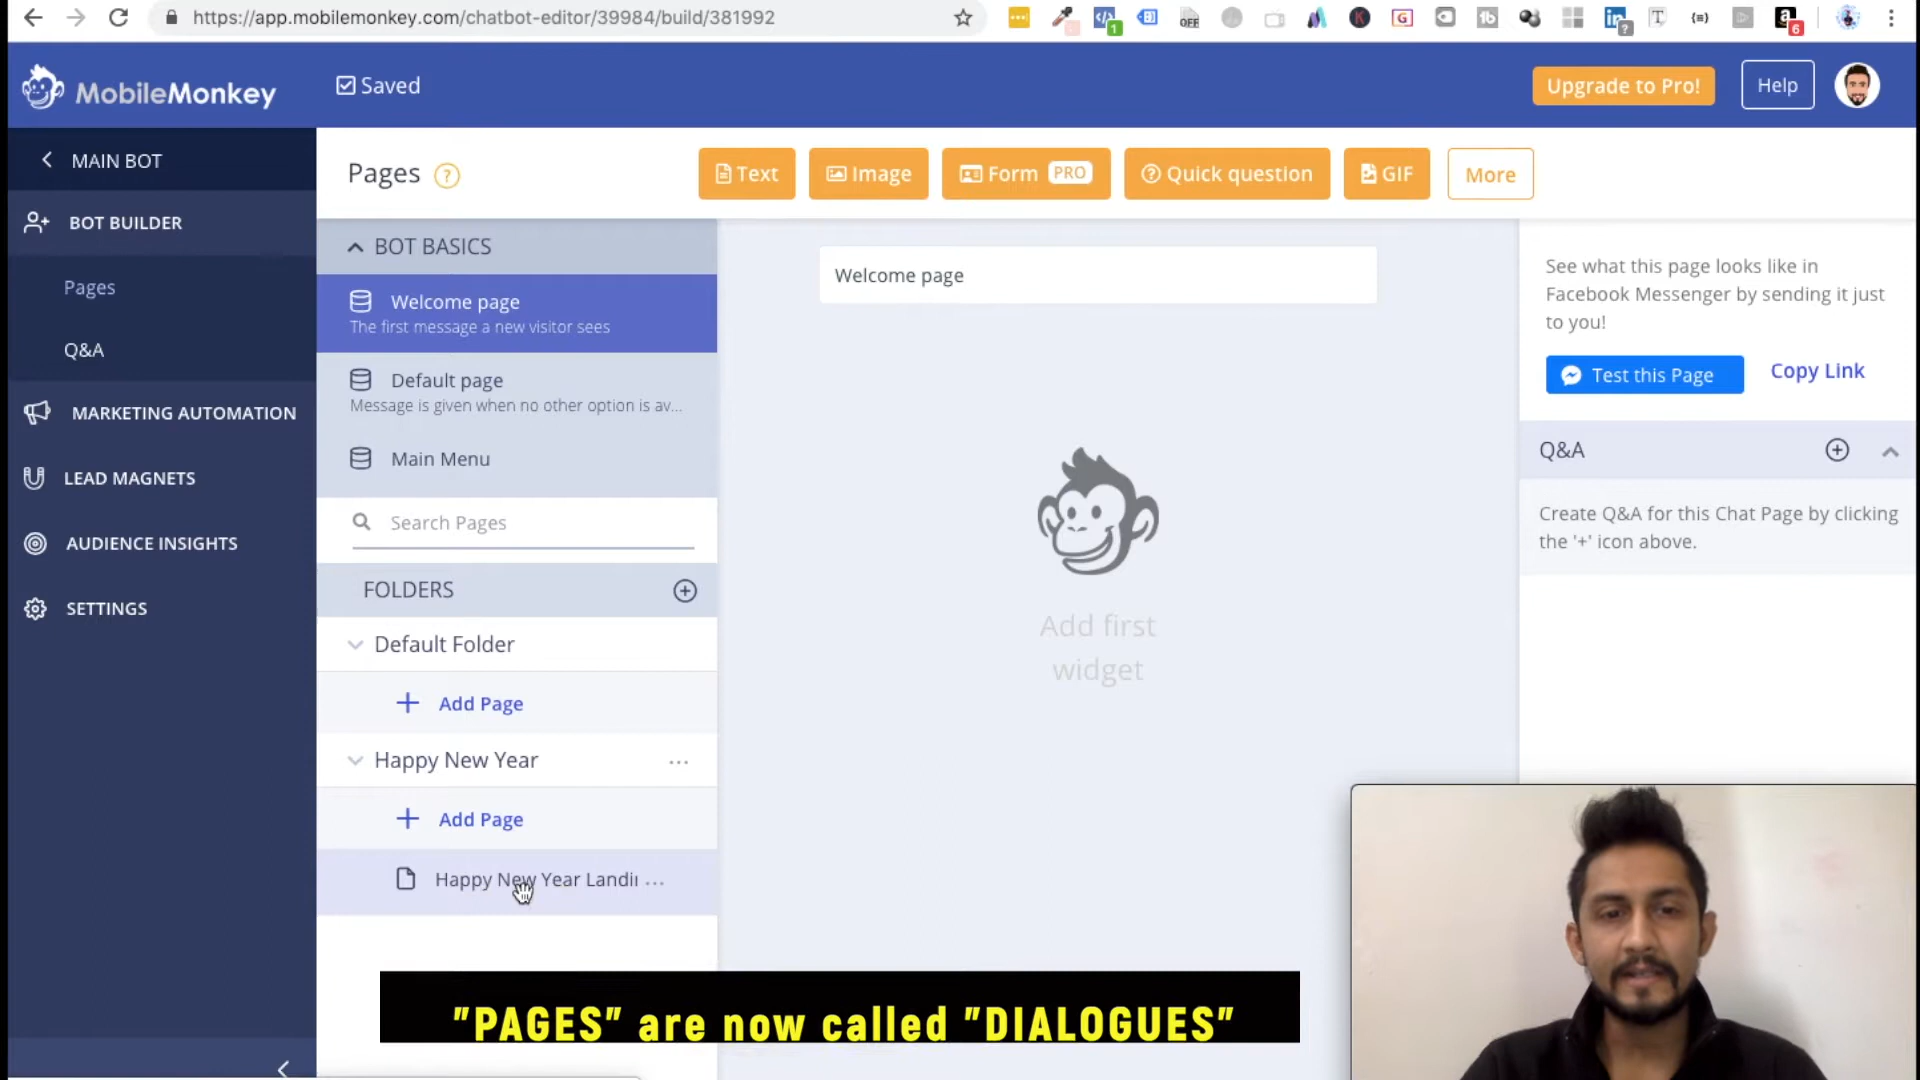 https://app.mobilemonkey.com/chatbot-editor/39984/build/381992
OFF
1
K
G
tb
in
?
T
{≡}
a
6
MobileMonkey
Saved
Upgrade to Pro!
Help
MAIN BOT
BOT BUILDER
Pages
Q&A
MARKETING AUTOMATION
LEAD MAGNETS
AUDIENCE INSIGHTS
SETTINGS
Pages ?
Text
Image
Form PRO
Quick question
GIF
More
BOT BASICS
Welcome page
The first message a new visitor sees
Default page
Message is given when no other option is av...
Main Menu
Search Pages
FOLDERS
Default Folder
Add Page
Happy New Year ...
Add Page
Happy New Year Landi ...
Welcome page
Add first
widget
See what this page looks like in
Facebook Messenger by sending it just
to you!
Test this Page
Copy Link
Q&A
Create Q&A for this Chat Page by clicking
the '+' icon above.
"PAGES" are now called "DIALOGUES"